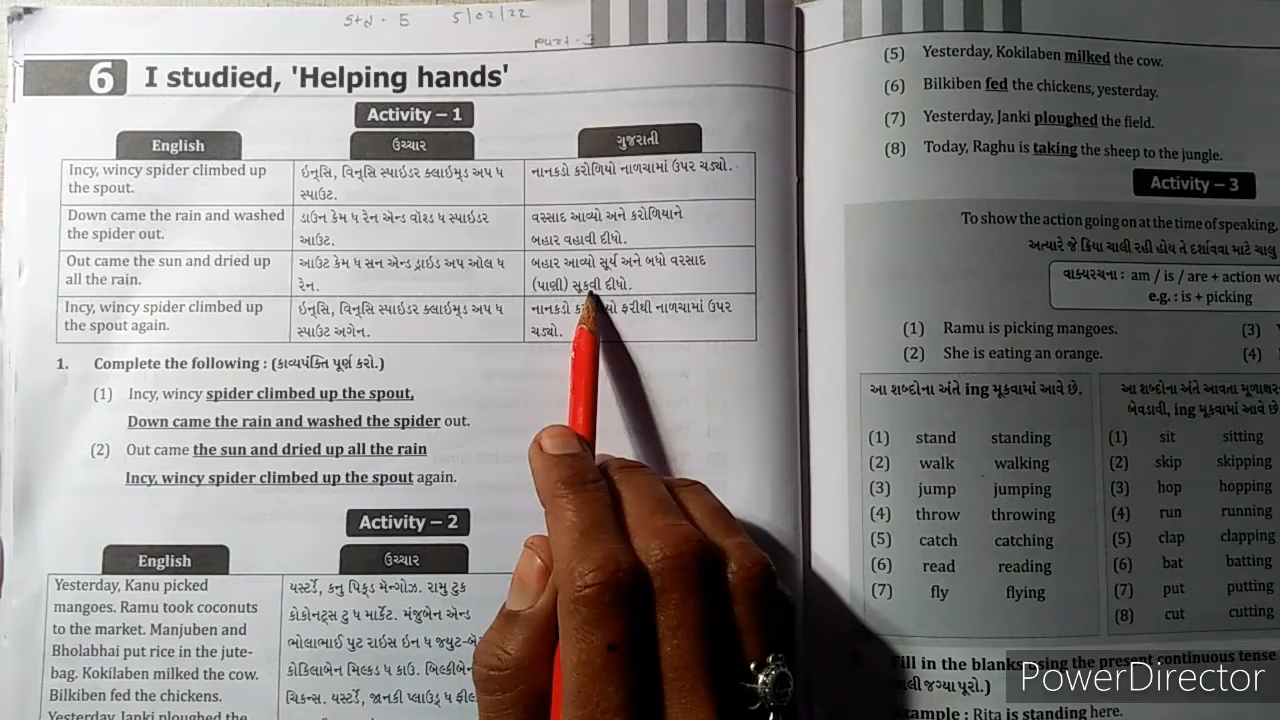 Std - 5 5/02/22
part - 3
6 I studied, 'Helping hands'
Activity – 1
English ઉચ્ચાર ગુજરાતી
Incy, wincy spider climbed up ઇન્સિ, વિન્સિ સ્પાઇડર ક્લાઇમ્ડ અપ ધ નાનકડો કરોળિયો નાળચામાં ઉપર ચડ્યો.
the spout. સ્પાઉટ.
Down came the rain and washed ડાઉન કેમ ધ રેન એન્ડ વોશ્ડ ધ સ્પાઇડર વરસાદ આવ્યો અને કરોળિયાને
the spider out. આઉટ. બહાર વહાવી દીધો.
Out came the sun and dried up આઉટ કેમ ધ સન એન્ડ ડ્રાઇડ અપ ઓલ ધ બહાર આવ્યો સૂર્ય અને બધો વરસાદ
all the rain. રેન. (પાણી) સૂકવી દીધો.
Incy, wincy spider climbed up ઇન્સિ, વિન્સિ સ્પાઇડર ક્લાઇમ્ડ અપ ધ નાનકડો ફરીથી નાળચામાં ઉપર
the spout again. સ્પાઉટ અગેન. ચડ્યો.
1. Complete the following : (કાવ્યપંક્તિ પૂર્ણ કરો.)
(1) Incy, wincy spider climbed up the spout,
Down came the rain and washed the spider out.
(2) Out came the sun and dried up all the rain
Incy, wincy spider climbed up the spout again.
Activity – 2
English ઉચ્ચાર
Yesterday, Kanu picked યસ્ટર્ડે, કનુ પિક્ડ મેન્ગોઝ. રામુ ટુક
mangoes. Ramu took coconuts કોકોનટ્સ ટુ ધ માર્કેટ. મંજુબેન એન્ડ
to the market. Manjuben and ભોલાભાઈ પુટ રાઇસ ઇન ધ
Bholabhai put rice in the jute- કોકિલાબેન મિલ્ક્ડ ધ કાઉ.
bag. Kokilaben milked the cow. ચિકન્સ. યસ્ટર્ડે, જાનકી પ્લાઉડ્ ધ
Bilkiben fed the chickens.
Yesterday, Janki ploughed the
(5) Yesterday, Kokilaben milked the cow.
(6) Bilkiben fed the chickens, yesterday.
(7) Yesterday, Janki ploughed the field.
(8) Today, Raghu is taking the sheep to the jungle.
Activity – 3
To show the action going on at the time of speaking,
અત્યારે જે ક્રિયા ચાલી રહી હોય તે દર્શાવવા માટે ચાલુ
વાક્યરચના : am / is / are + action
e.g. : is + picking
(1) Ramu is picking mangoes. (3)
(2) She is eating an orange. (4)
આ શબ્દોના અંતે ing મૂકવામાં આવે છે. આ શબ્દોના અંતે આવતા
બેવડાવી, ing મૂકવામાં આવે છે
(1) stand standing (1) sit sitting
(2) walk walking (2) skip skipping
(3) jump jumping (3) hop hopping
(4) throw throwing (4) run running
(5) catch catching (5) clap clapping
(6) read reading (6) bat batting
(7) fly flying (7) put putting
(8) cut cutting
Fill in the blanks using the present continuous tense
જગ્યા પૂરો.)
Example : Rita is standing here.
PowerDirector